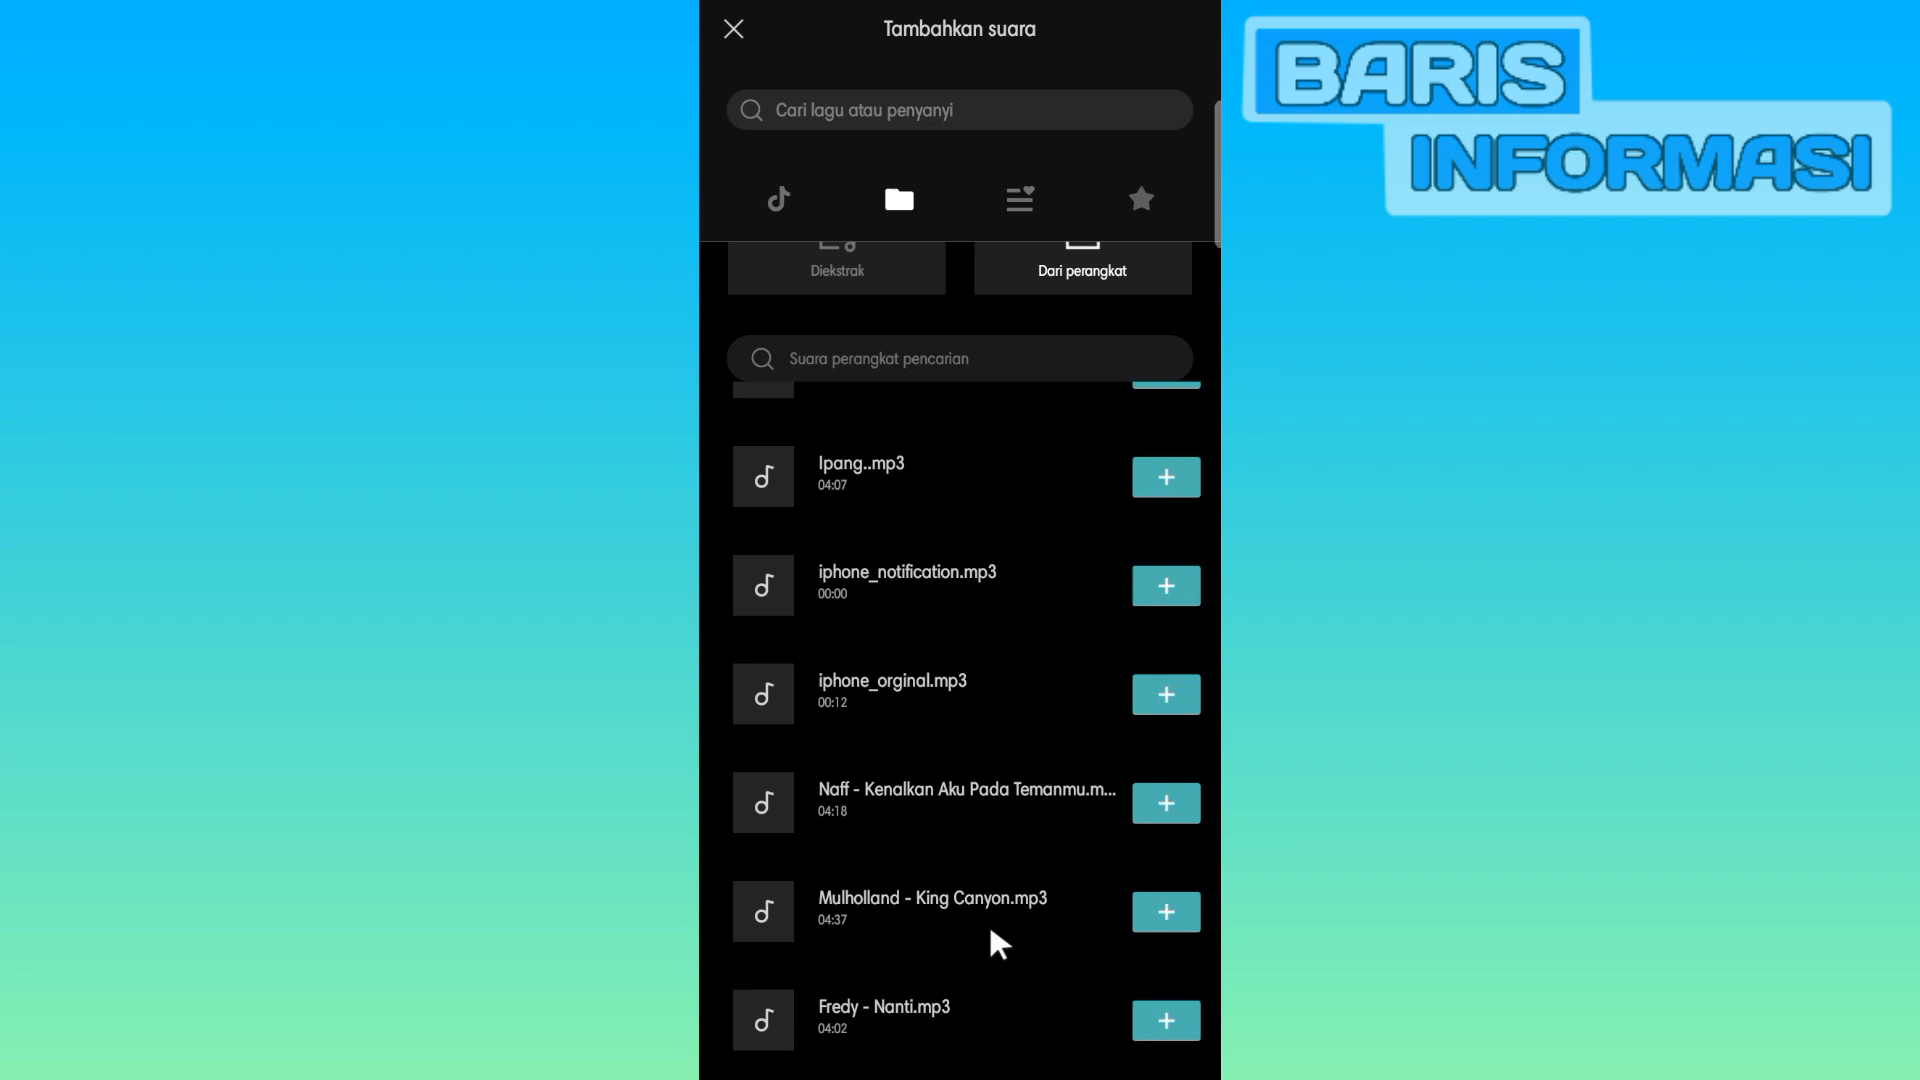 Tambahkan suara
BARIS
INFORMASI
Cari lagu atau penyanyi
Diekstrak
Dari perangkat
Suara perangkat pencarian
Ipang..mp3
04:07
iphone_notification.mp3
00:00
iphone_orginal.mp3
00:12
Naff - Kenalkan Aku Pada Temanmu.m...
04:18
Mulholland - King Canyon.mp3
04:37
Fredy - Nanti.mp3
04:02